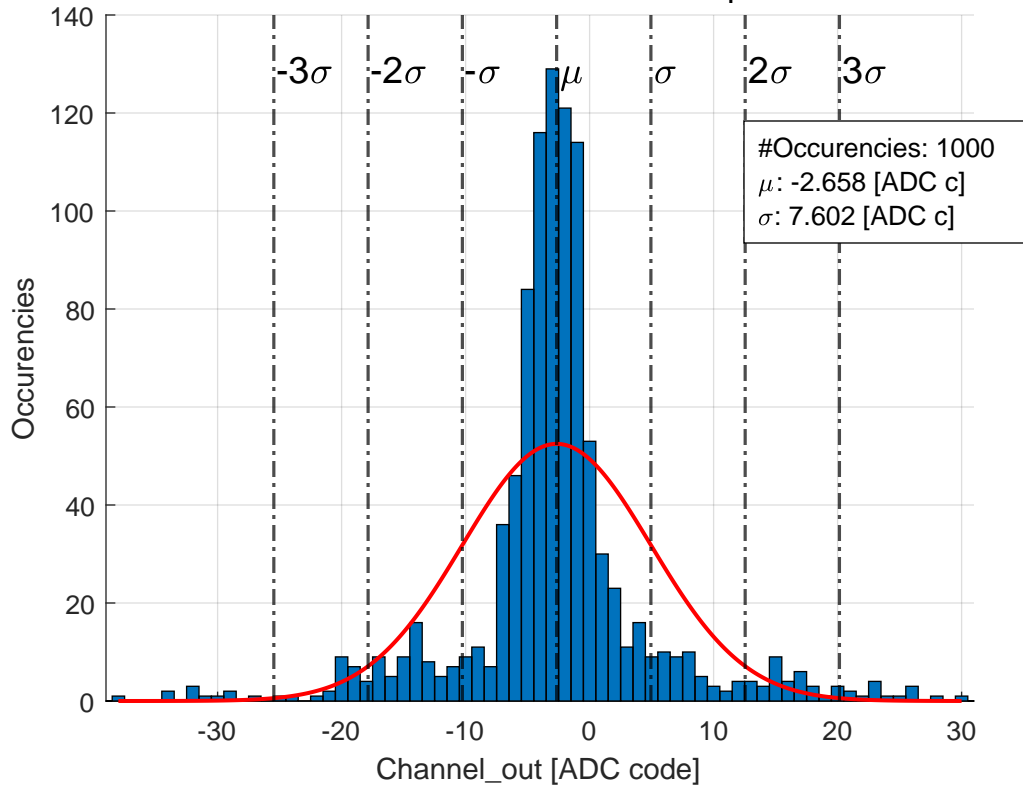 140
120
100
80
60
40
20
0
Occurencies
-3σ -2σ -σ μ σ 2σ 3σ
#Occurencies: 1000
μ: -2.658 [ADC c]
σ: 7.602 [ADC c]
-30 -20 -10 0 10 20 30
Channel_out [ADC code]